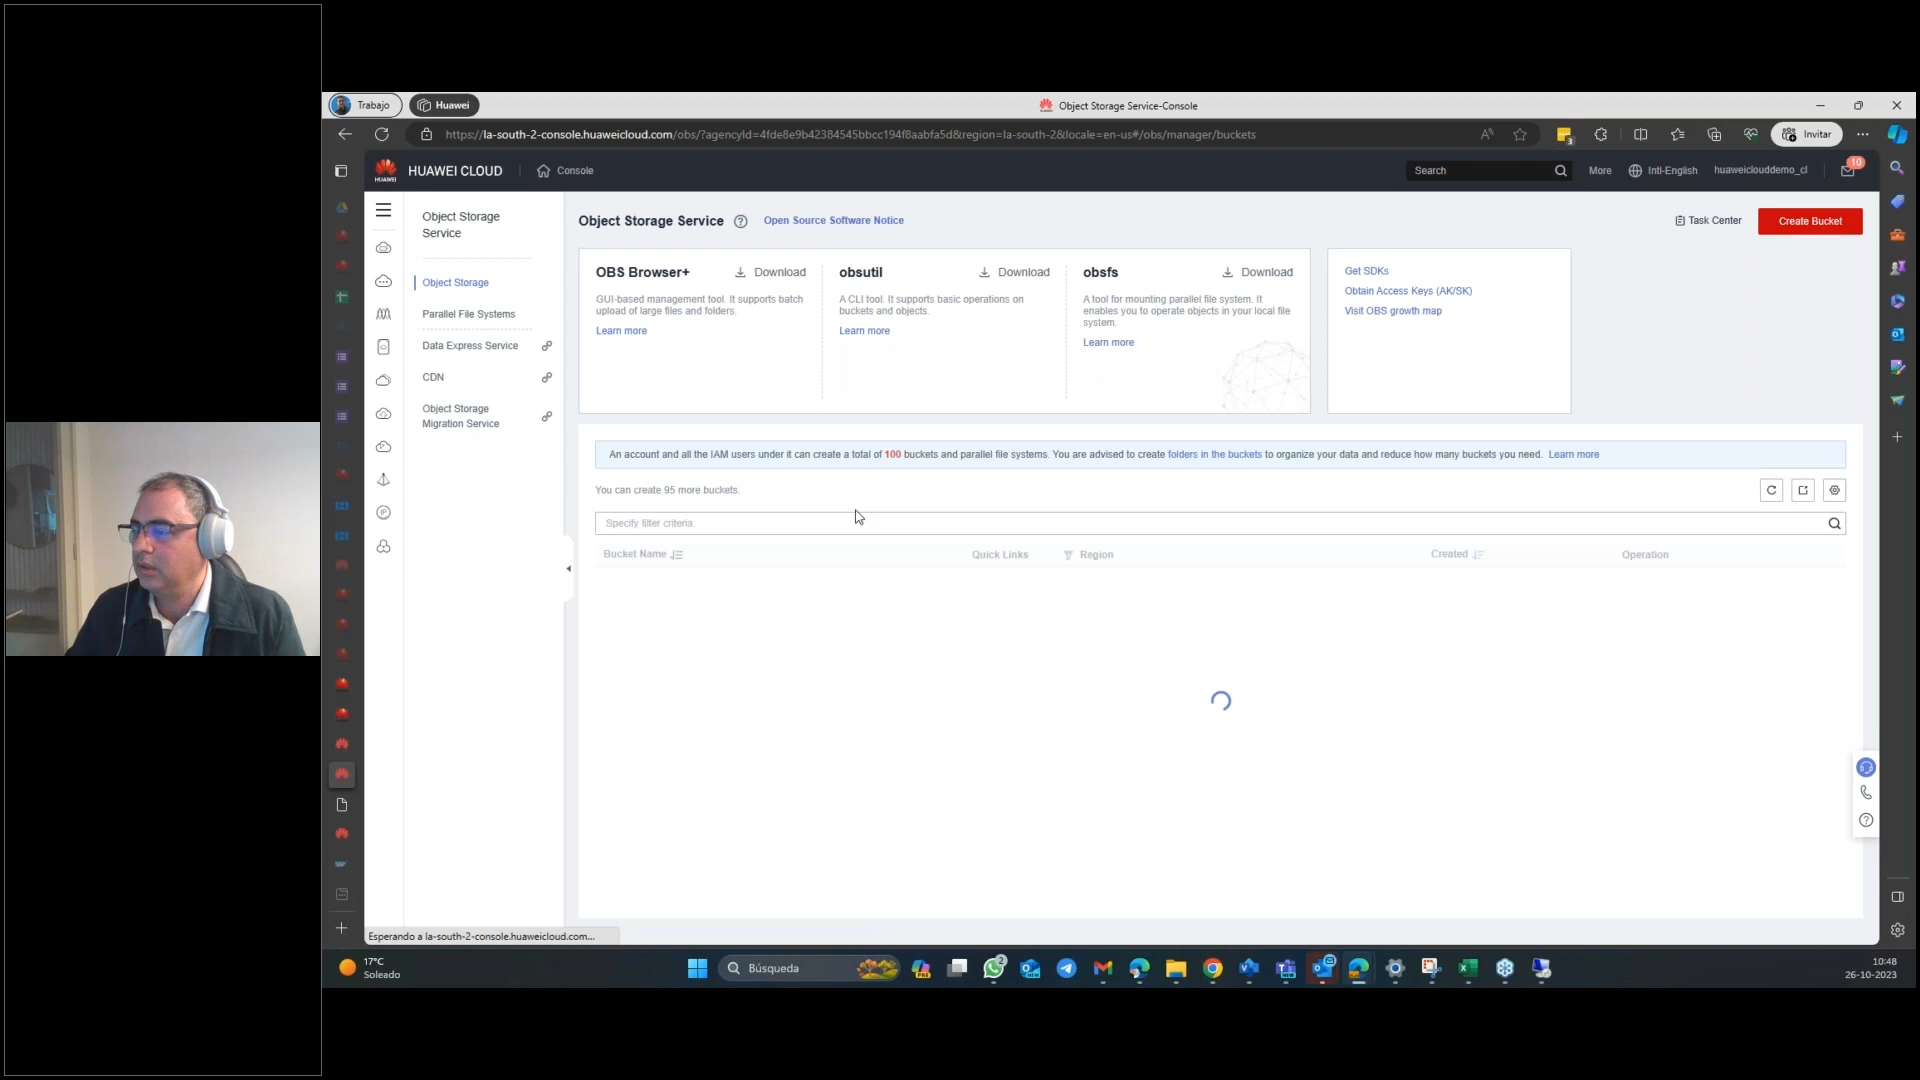 Trabajo
Huawei
Object Storage Service-Console
https://la-south-2-console.huaweicloud.com/obs/?agencyId=4fde8e9b42384545bbcc194f8aabfa5d&region=la-south-2&locale=en-us#/obs/manager/buckets
3
Invitar
HUAWEI
HUAWEI CLOUD
Console
Search
More
Intl-English
huaweiclouddemo_cl
10
Object Storage
Service
Object Storage
Parallel File Systems
Data Express Service
CDN
Object Storage
Migration Service
Object Storage Service
Open Source Software Notice
Task Center
Create Bucket
OBS Browser+
Download
GUI-based management tool. It supports batch
upload of large files and folders.
Learn more
obsutil
Download
A CLI tool. It supports basic operations on
buckets and objects.
Learn more
obsfs
Download
A tool for mounting parallel file system. It
enables you to operate objects in your local file
system.
Learn more
Get SDKs
Obtain Access Keys (AK/SK)
Visit OBS growth map
An account and all the IAM users under it can create a total of 100 buckets and parallel file systems. You are advised to create folders in the buckets to organize your data and reduce how many buckets you need. Learn more
You can create 95 more buckets.
Specify filter criteria.
Bucket Name
Quick Links
Region
Created
Operation
Esperando a la-south-2-console.huaweicloud.com...
17°C
Soleado
Búsqueda
2
10:48
26-10-2023